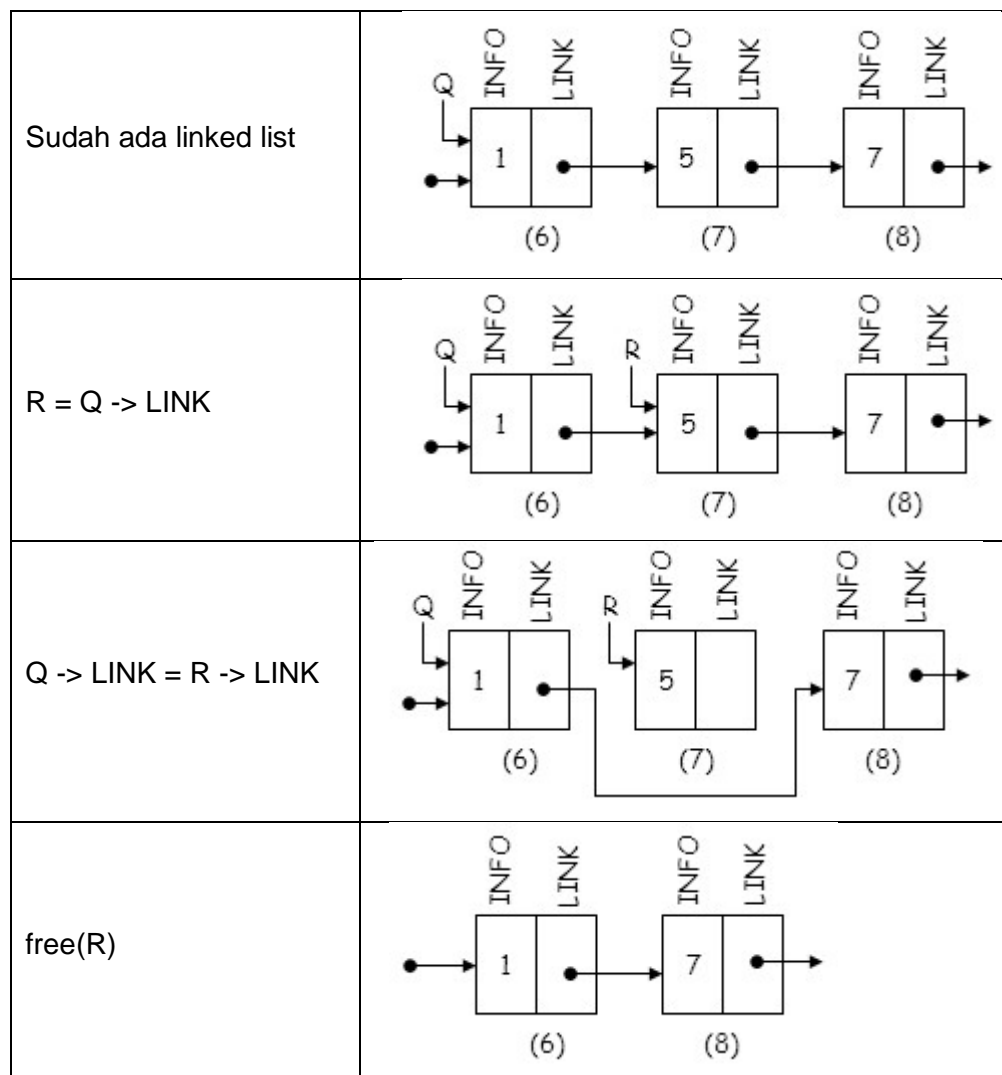 Sudah ada linked list
Q INFO LINK INFO LINK INFO LINK
1 5 7
(6) (7) (8)
R = Q -> LINK
Q INFO LINK R INFO LINK INFO LINK
1 5 7
(6) (7) (8)
Q -> LINK = R -> LINK
Q INFO LINK R INFO LINK INFO LINK
1 5 7
(6) (7) (8)
free(R)
INFO LINK INFO LINK
1 7
(6) (8)